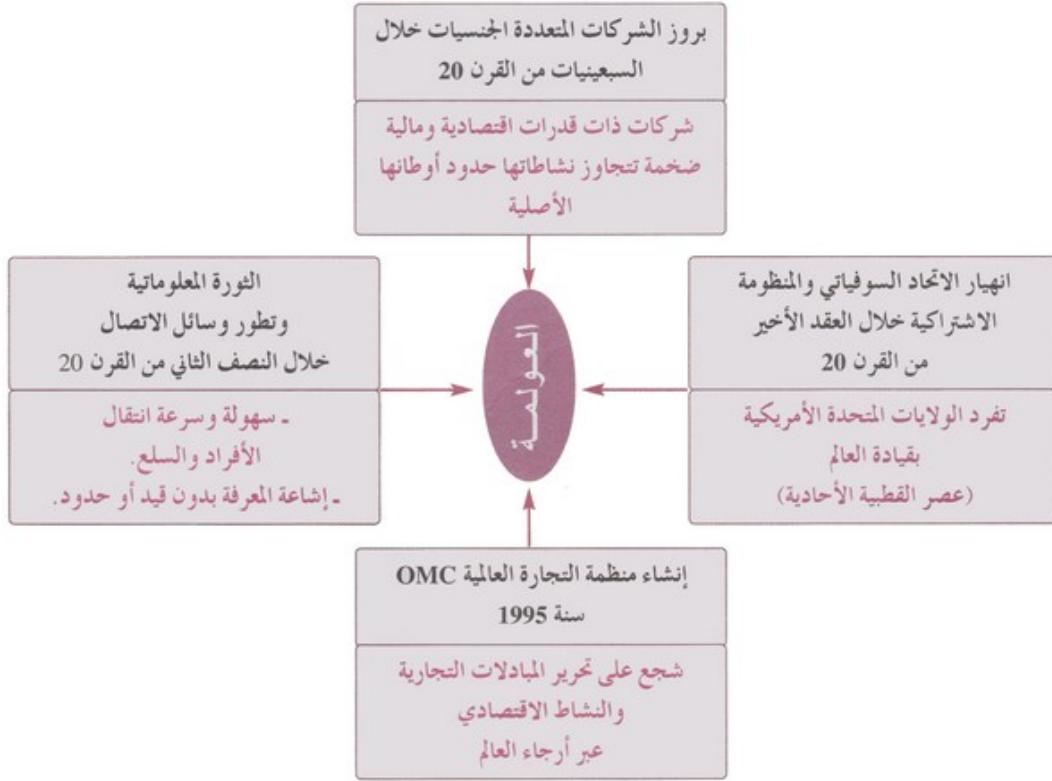 بروز الشركات المتعددة الجنسيات خلال
السبعينيات من القرن 20
شركات ذات قدرات اقتصادية ومالية
ضخمة تتجاوز نشاطاتها حدود أوطانها
الأصلية
انهيار الاتحاد السوفياتي والمنظومة
الاشتراكية خلال العقد الأخير
من القرن 20
تفرد الولايات المتحدة الأمريكية
بقيادة العالم
(عصر القطبية الأحادية)
العولمـة
الثورة المعلوماتية
وتطور وسائل الاتصال
خلال النصف الثاني من القرن 20
ـ سهولة وسرعة انتقال
الأفراد والسلع.
ـ إشاعة المعرفة بدون قيد أو حدود.
إنشاء منظمة التجارة العالمية OMC
سنة 1995
شجع على تحرير المبادلات التجارية
والنشاط الاقتصادي
عبر أرجاء العالم